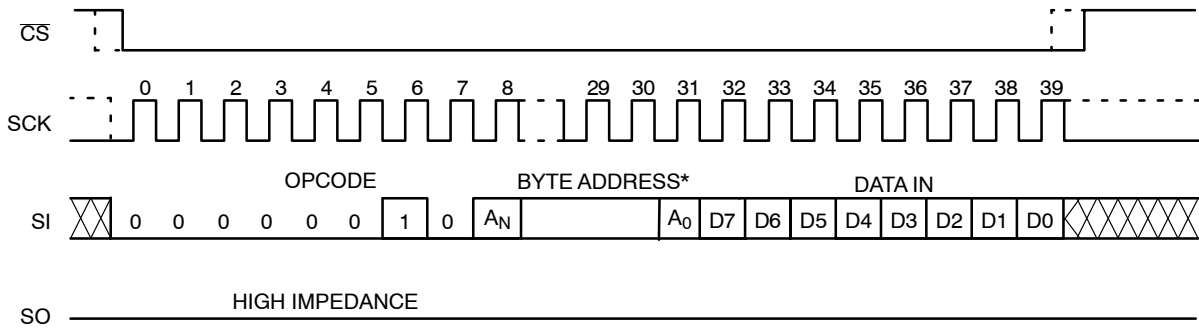 CS
0 1 2 3 4 5 6 7 8 29 30 31 32 33 34 35 36 37 38 39
SCK
OPCODE BYTE ADDRESS* DATA IN
SI 0 0 0 0 0 0 1 0 AN A0 D7 D6 D5 D4 D3 D2 D1 D0
HIGH IMPEDANCE
SO